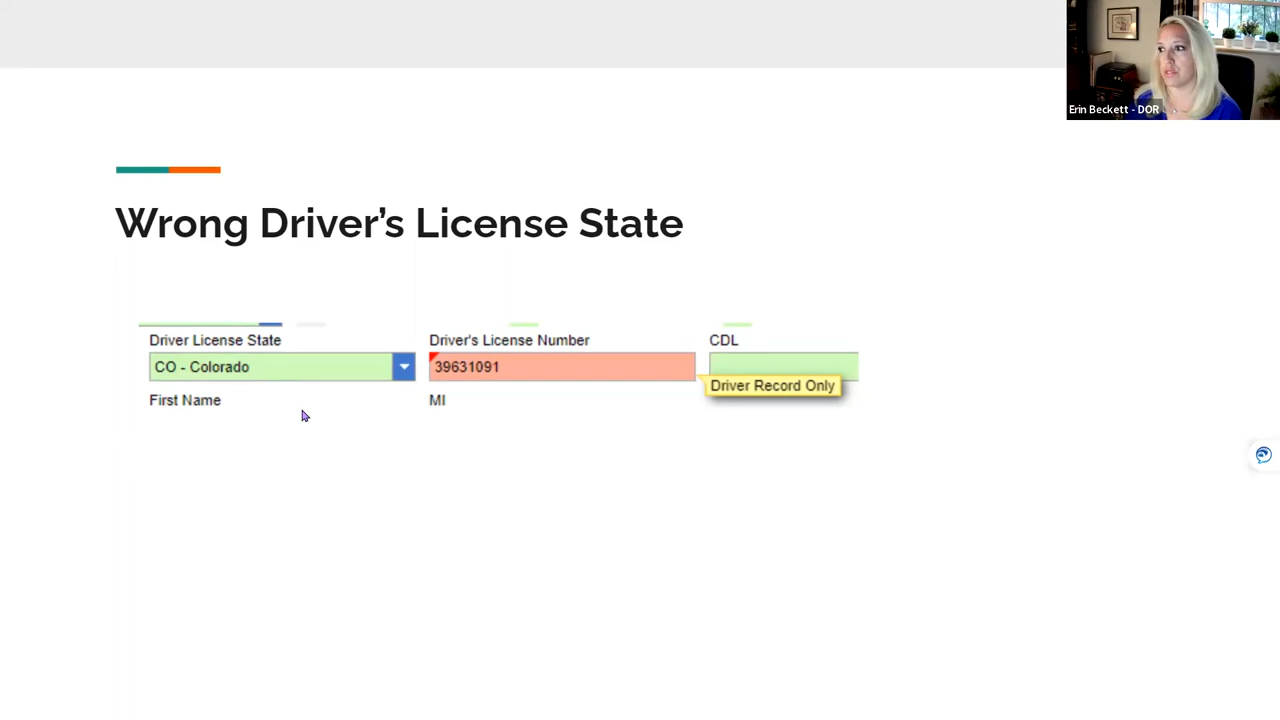 Erin Beckett - DOR
Wrong Driver's License State
Driver License State Driver's License Number CDL
CO - Colorado 39631091
Driver Record Only
First Name MI